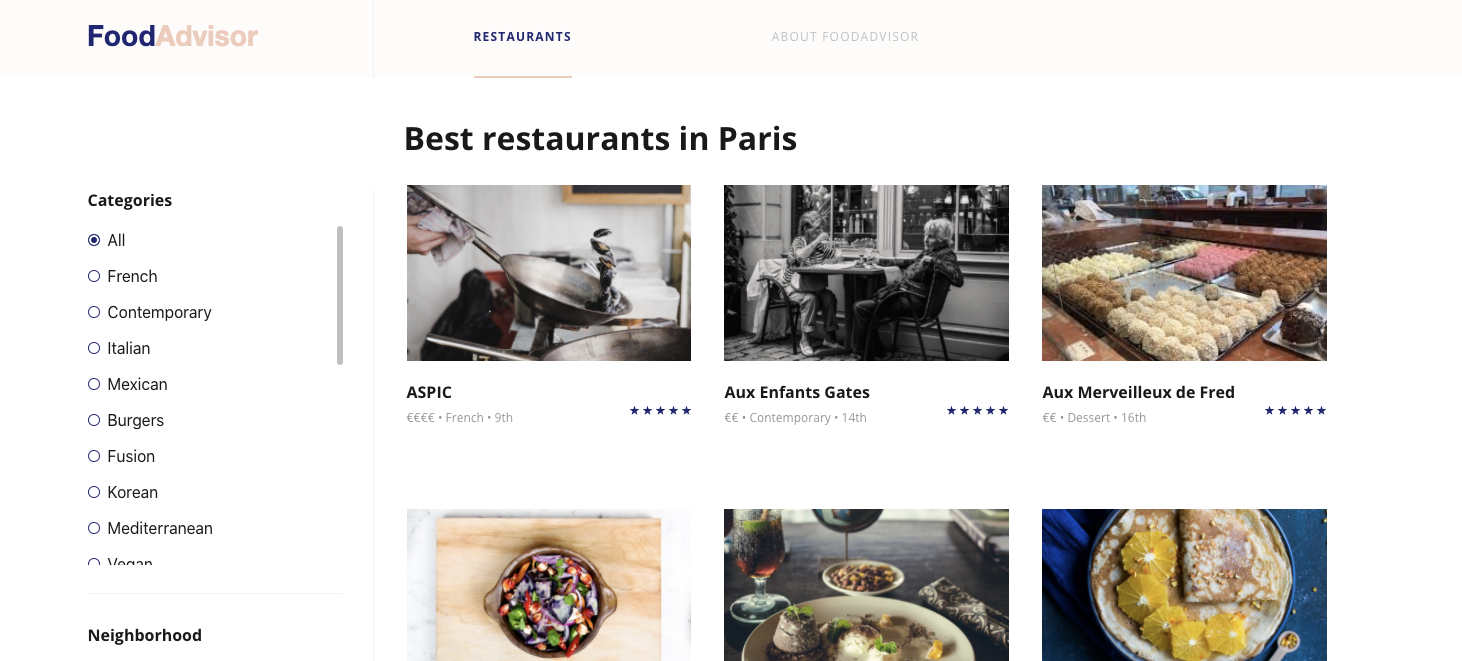 FoodAdvisor
RESTAURANTS
ABOUT FOODADVISOR
Best restaurants in Paris
Categories
All
French
Contemporary
Italian
Mexican
Burgers
Fusion
Korean
Mediterranean
Vegan
Neighborhood
ASPIC
€€€€ • French • 9th
★★★★★
Aux Enfants Gates
€€ • Contemporary • 14th
★★★★★
Aux Merveilleux de Fred
€€ • Dessert • 16th
★★★★★